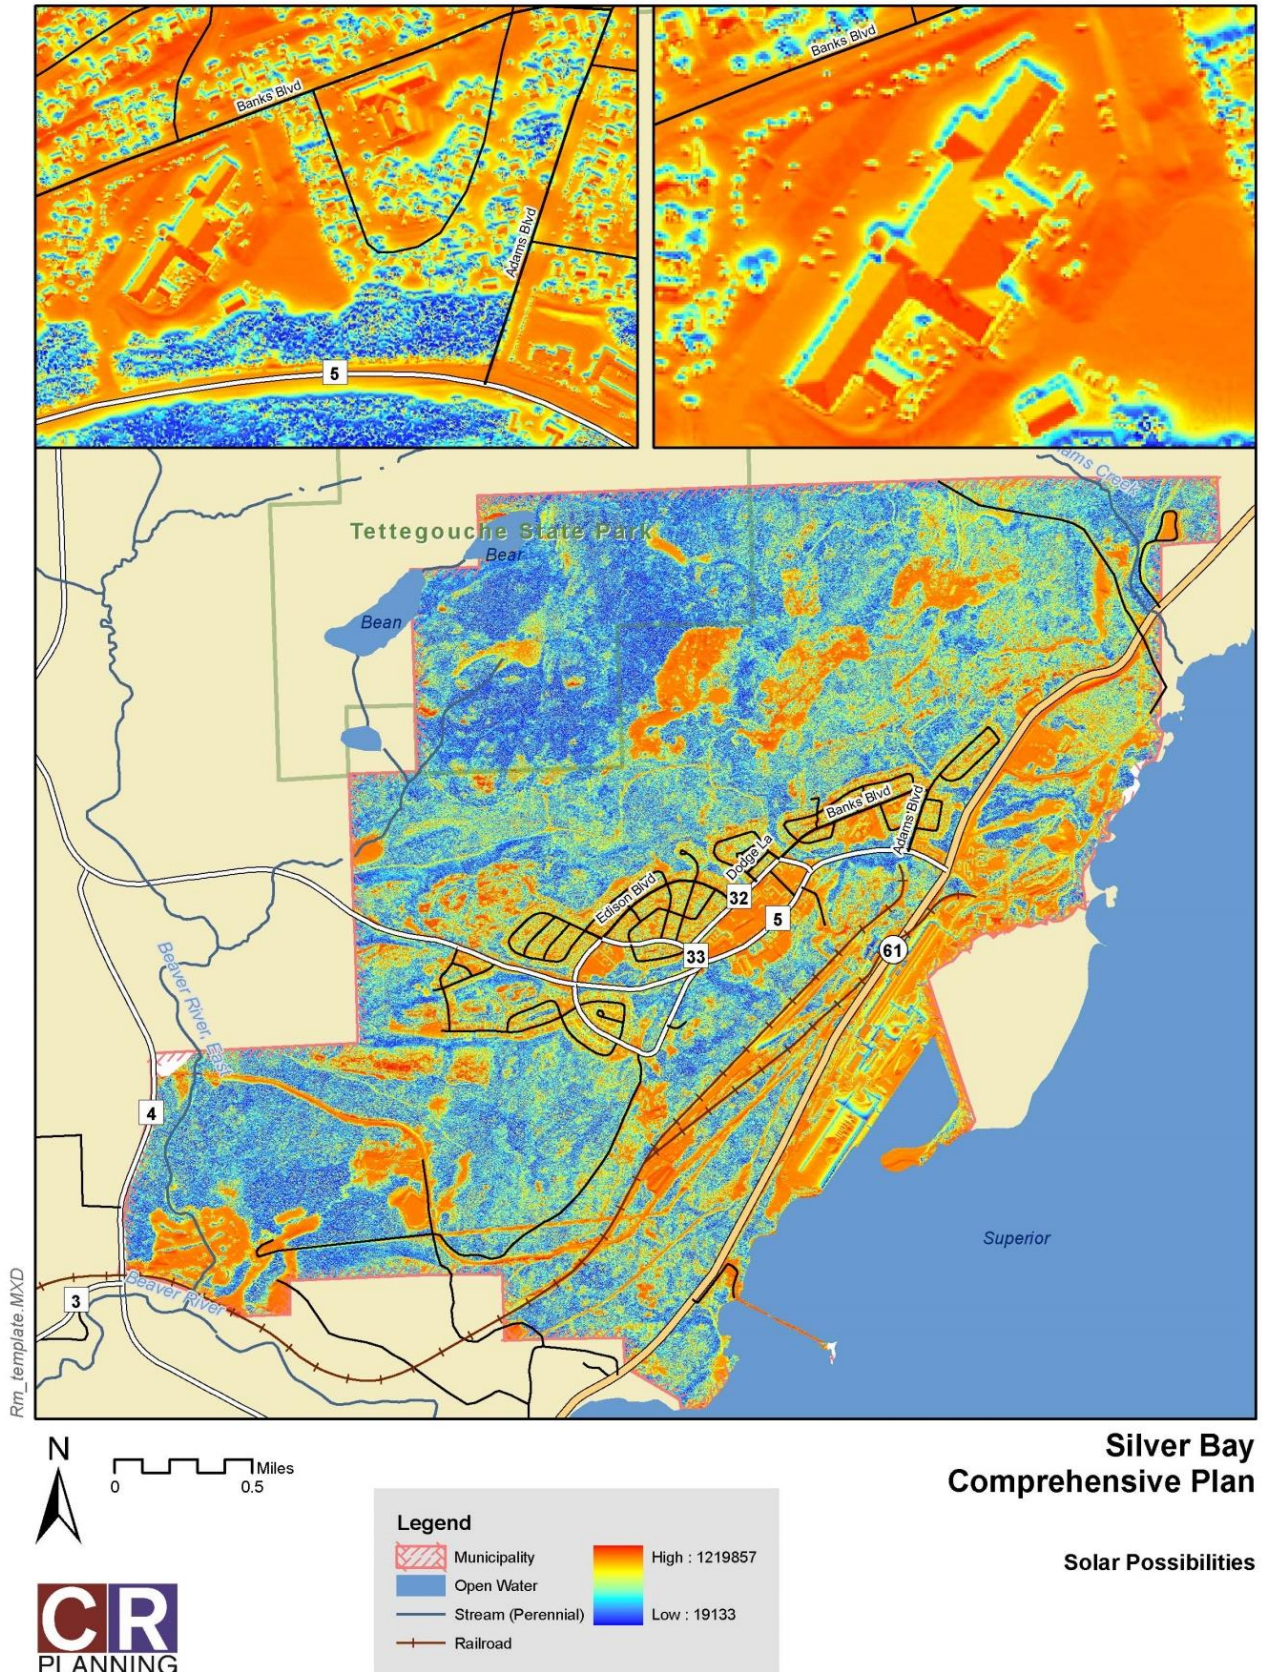 Banks Blvd
Adams Blvd
5
Banks Blvd
Adams Creek
Tettegouche State Park
Bear
Bean
Banks Blvd
Adams Blvd
Dodge La
Edison Blvd
32
5
33
61
Beaver River, East
4
Superior
Beaver River
3
Rm_template.MXD
N
Miles
0 0.5
Silver Bay
Comprehensive Plan
Solar Possibilities
Legend
Municipality
Open Water
Stream (Perennial)
Railroad
High : 1219857
Low : 19133
CR
PLANNING